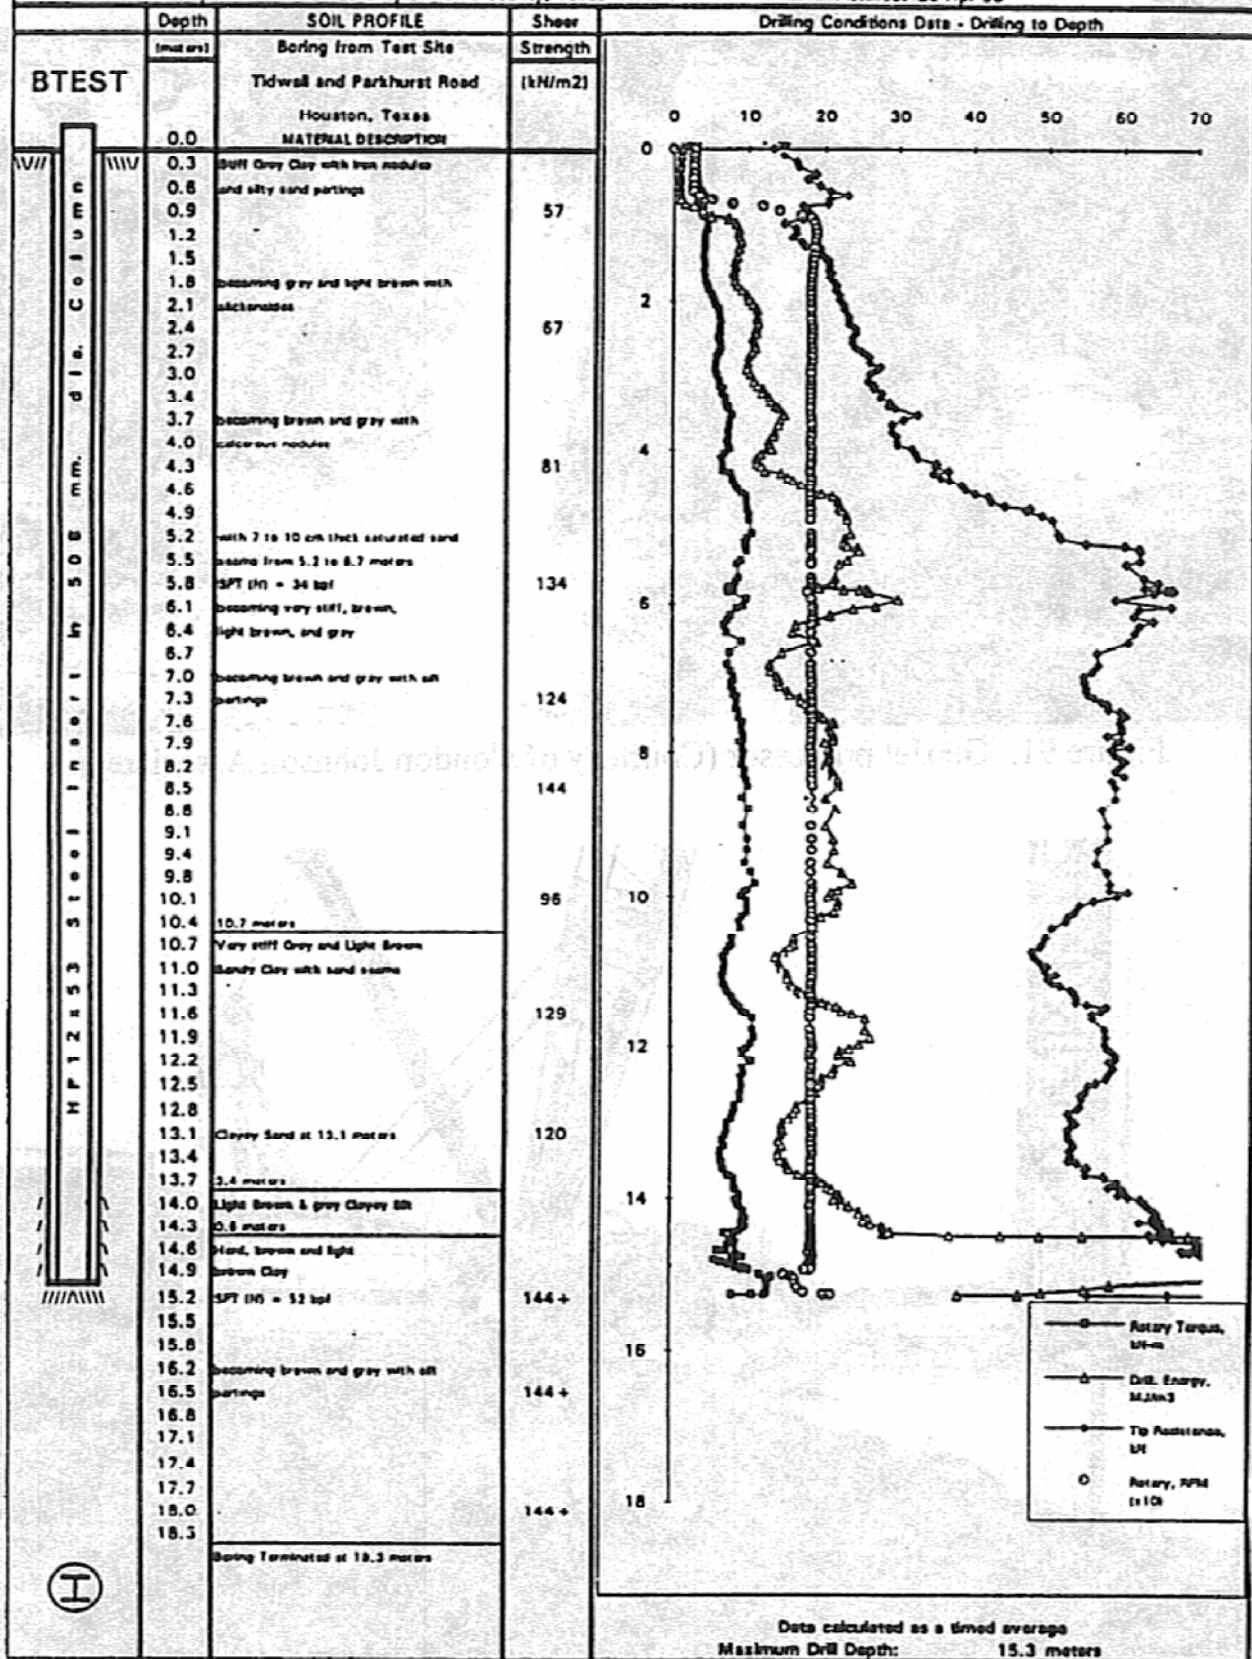 Depth
SOIL PROFILE
Shear
Drilling Conditions Data - Drilling to Depth
(meters)
Boring from Test Site
Strength
BTEST
Tidwell and Parkhurst Road
(kN/m2)
Houston, Texas
0.0
MATERIAL DESCRIPTION
0 10 20 30 40 50 60 70
0.3 Stiff Grey Clay with iron nodules
0.6 and silty sand partings
0.9 57
1.2
1.5
1.8 becoming grey and light brown with
2.1 slickensides
2.4 67
2.7
3.0
3.4
3.7 becoming brown and gray with
4.0 calcarous nodules
4.3 81
4.6
4.9
5.2 with 7 to 10 cm thick saturated sand
5.5 seams from 5.2 to 6.7 meters
5.8 SPT (N) = 34 bpf 134
6.1 becoming very stiff, brown,
6.4 light brown, and gray
6.7
7.0 becoming brown and gray with silt
7.3 partings 124
7.6
7.9
8.2
8.5 144
8.8
9.1
9.4
9.8
10.1 96
10.4 10.7 meters
10.7 Very stiff Grey and Light Brown
11.0 Sandy Clay with sand seams
11.3
11.6 129
11.9
12.2
12.5
12.8
13.1 Clayey Sand at 13.1 meters 120
13.4
13.7 3.4 meters
14.0 Light Brown & grey Clayey Silt
14.3 0.6 meters
14.6 Hard, brown and light
14.9 brown Clay
15.2 SPT (N) = 52 bpf 144+
15.5
15.8
16.2 becoming brown and gray with silt
16.5 partings 144+
16.8
17.1
17.4
17.7
18.0 144+
18.3
Boring Terminated at 18.3 meters
HP12x53 Steel Insert in 508 mm. dia. Column
H
0
2
4
6
8
10
12
14
16
18
Rotary Torque,
kN-m
Drill. Energy,
MJ/m3
Tip Resistance,
kN
Rotary, RPM
(x10)
Data calculated as a timed average
Maximum Drill Depth: 15.3 meters